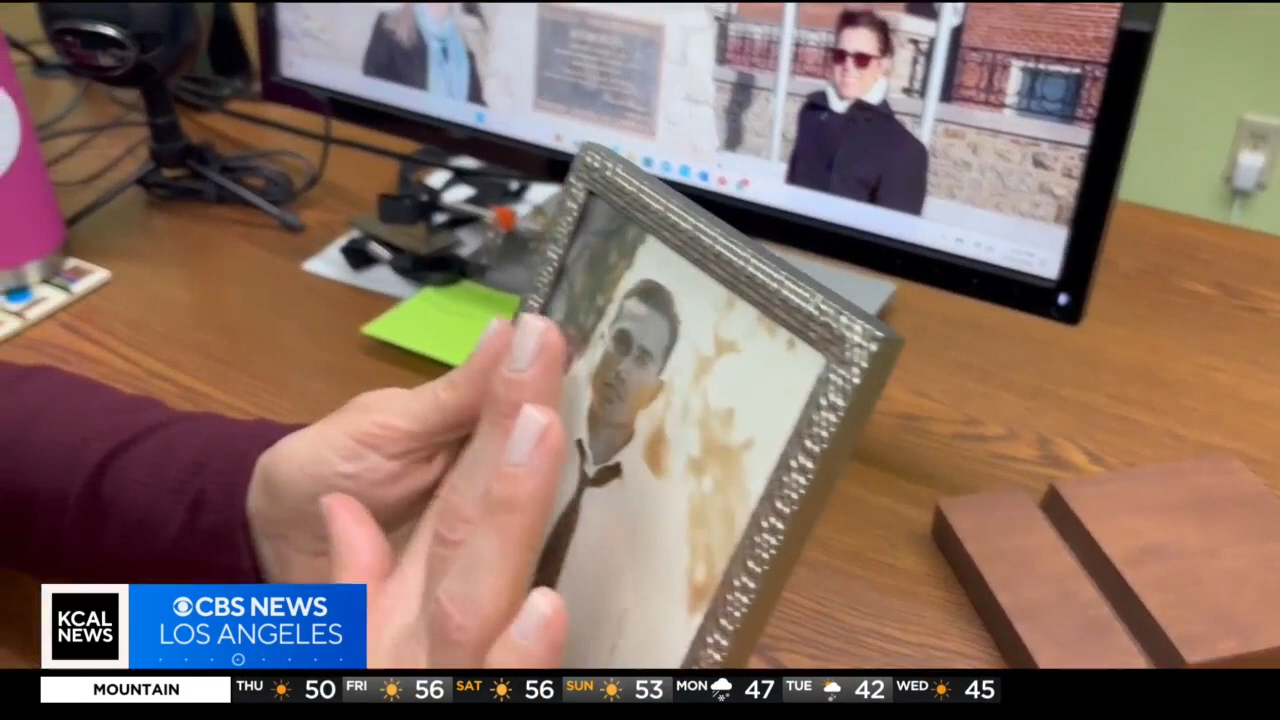 KCAL
NEWS
CBS NEWS
LOS ANGELES
MOUNTAIN
THU 50 FRI 56 SAT 56 SUN 53 MON 47 TUE 42 WED 45